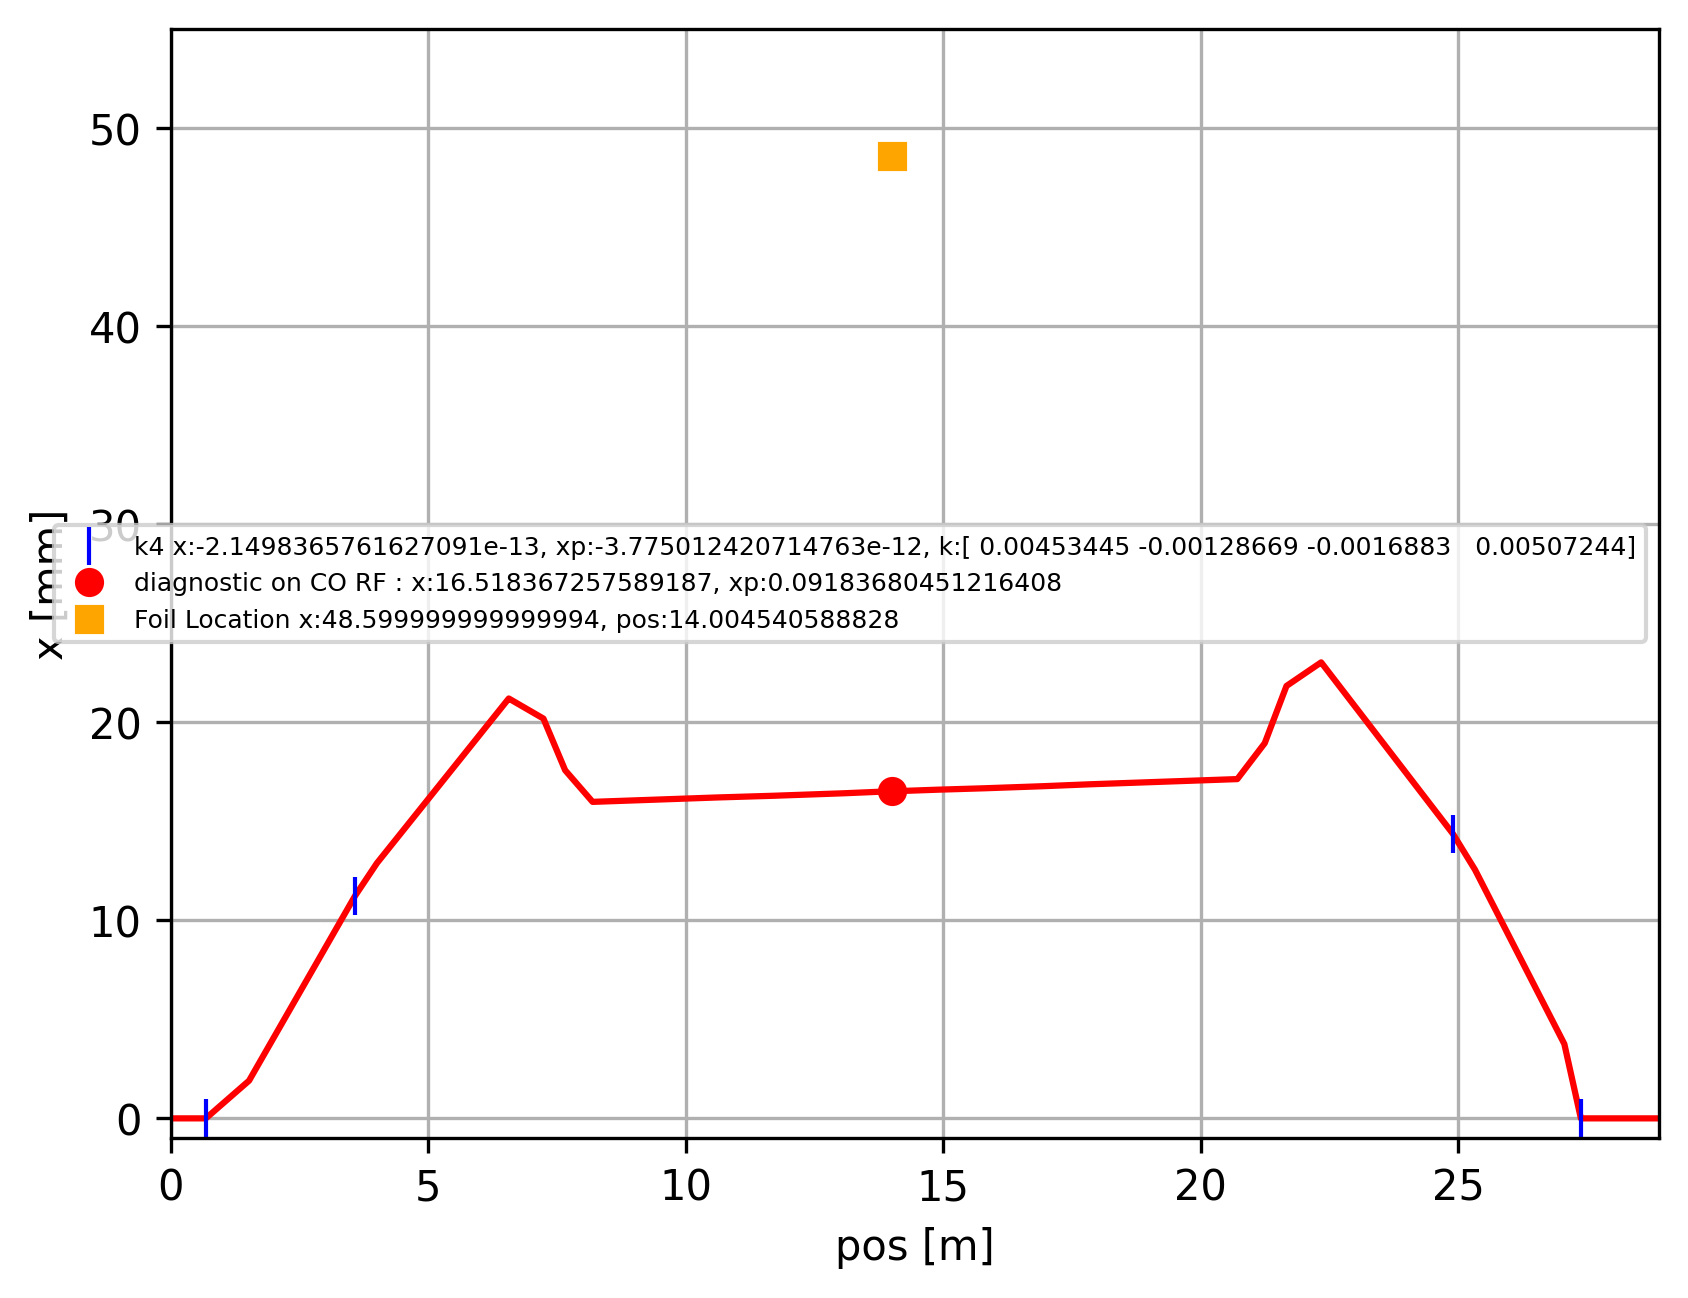 50
40
30
x [mm]
k4 x:-2.1498365761627091e-13, xp:-3.775012420714763e-12, k:[ 0.00453445 -0.00128669 -0.0016883   0.00507244]
diagnostic on CO RF : x:16.518367257589187, xp:0.09183680451216408
Foil Location x:48.599999999999994, pos:14.004540588828
20
10
0
0 5 10 15 20 25
pos [m]